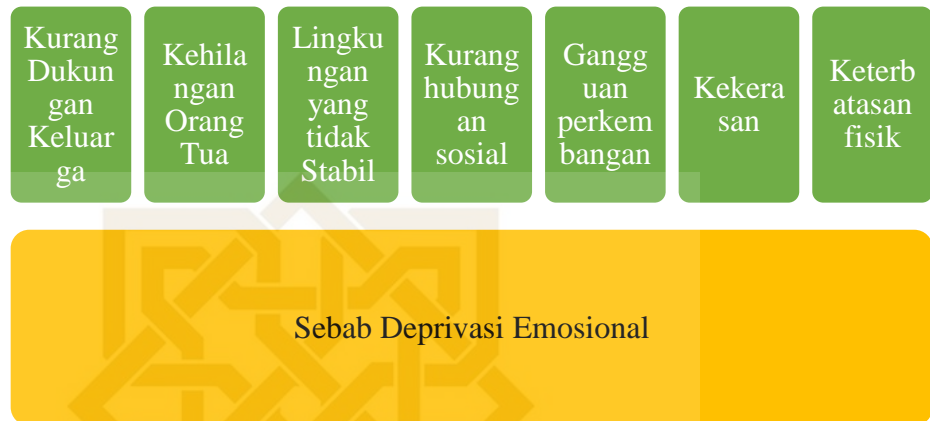 Kurang
Dukun
gan
Keluar
ga
Kehila
ngan
Orang
Tua
Lingku
ngan
yang
tidak
Stabil
Kurang
hubung
an
sosial
Gangg
uan
perkem
bangan
Kekera
san
Keterb
atasan
fisik
Sebab Deprivasi Emosional